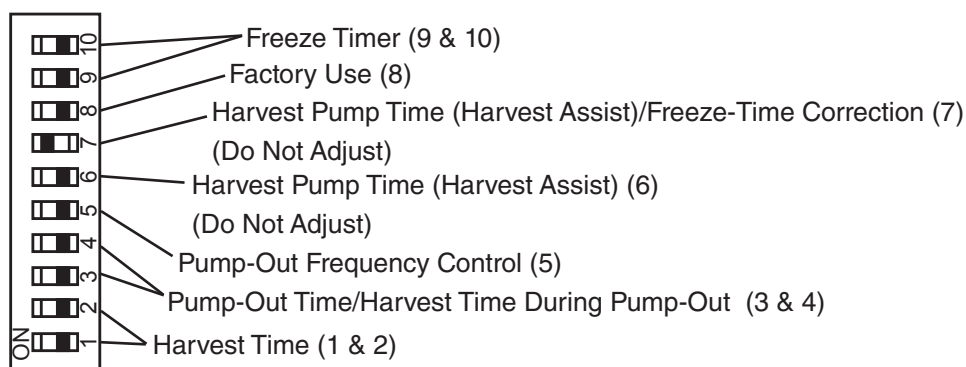 10
Freeze Timer (9 & 10)
9
Factory Use (8)
8
Harvest Pump Time (Harvest Assist)/Freeze-Time Correction (7)
7
(Do Not Adjust)
6
Harvest Pump Time (Harvest Assist) (6)
(Do Not Adjust)
5
Pump-Out Frequency Control (5)
4
3
Pump-Out Time/Harvest Time During Pump-Out (3 & 4)
2
ON
1
Harvest Time (1 & 2)